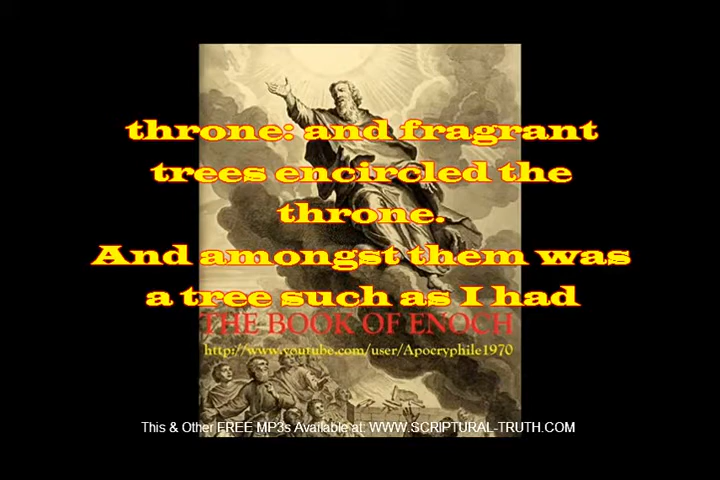 throne: and fragrant
trees encircled the
throne.
And amongst them was
a tree such as I had
THE BOOK OF ENOCH
http://www.youtube.com/user/Apocryphile1970
This & Other FREE MP3s Available at: WWW.SCRIPTURAL-TRUTH.COM